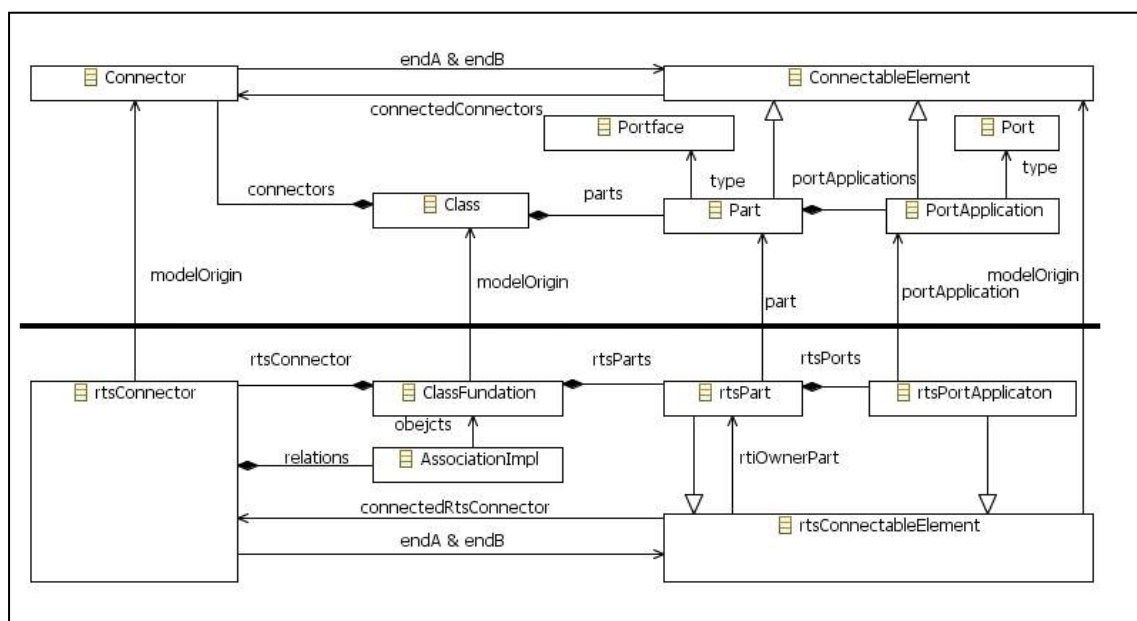 endA & endB
Connector
ConnectableElement
connectedConnectors
Portface
Port
type
portApplications
type
connectors
Class
parts
Part
PortApplication
modelOrigin
modelOrigin
part
portApplication
modelOrigin
rtsConnector
rtsParts
rtsPorts
rtsConnector
ClassFundation
rtsPart
rtsPortApplicaton
obejcts
relations
AssociationImpl
rtiOwnerPart
connectedRtsConnector
rtsConnectableElement
endA & endB